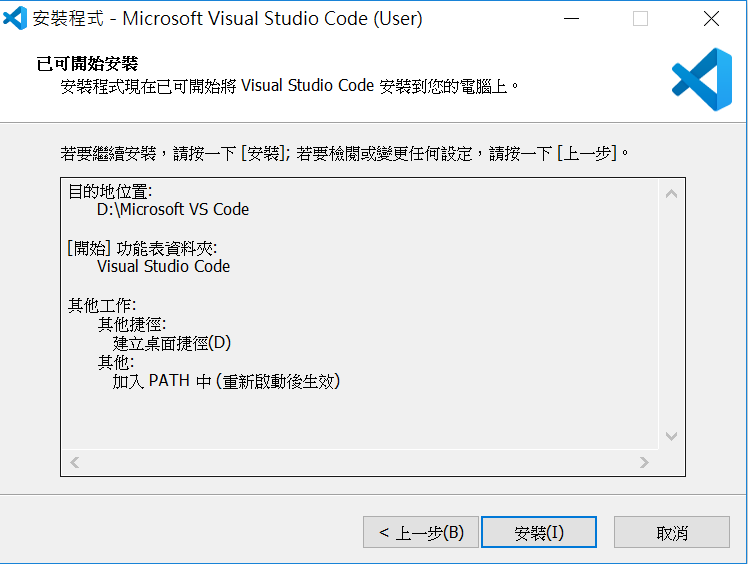 安裝程式 - Microsoft Visual Studio Code (User)
已可開始安裝
安裝程式現在已可開始將 Visual Studio Code 安裝到您的電腦上。
若要繼續安裝，請按一下 [安裝]; 若要檢閱或變更任何設定，請按一下 [上一步]。
目的地位置:
D:\Microsoft VS Code
[開始] 功能表資料夾:
Visual Studio Code
其他工作:
其他捷徑:
建立桌面捷徑(D)
其他:
加入 PATH 中 (重新啟動後生效)
< 上一步(B)
安裝(I)
取消